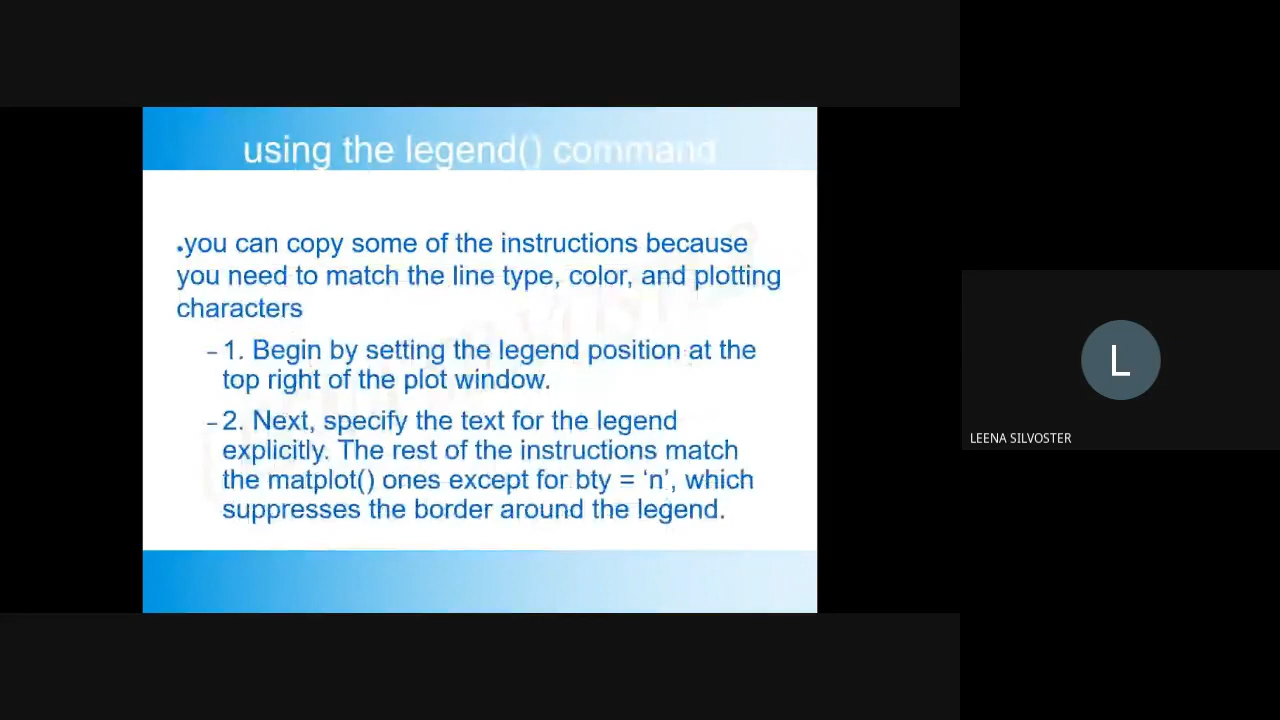 using the legend() command
•you can copy some of the instructions because
you need to match the line type, color, and plotting
characters
–1. Begin by setting the legend position at the
top right of the plot window.
–2. Next, specify the text for the legend
explicitly. The rest of the instructions match
the matplot() ones except for bty = ‘n’, which
suppresses the border around the legend.
L
LEENA SILVOSTER